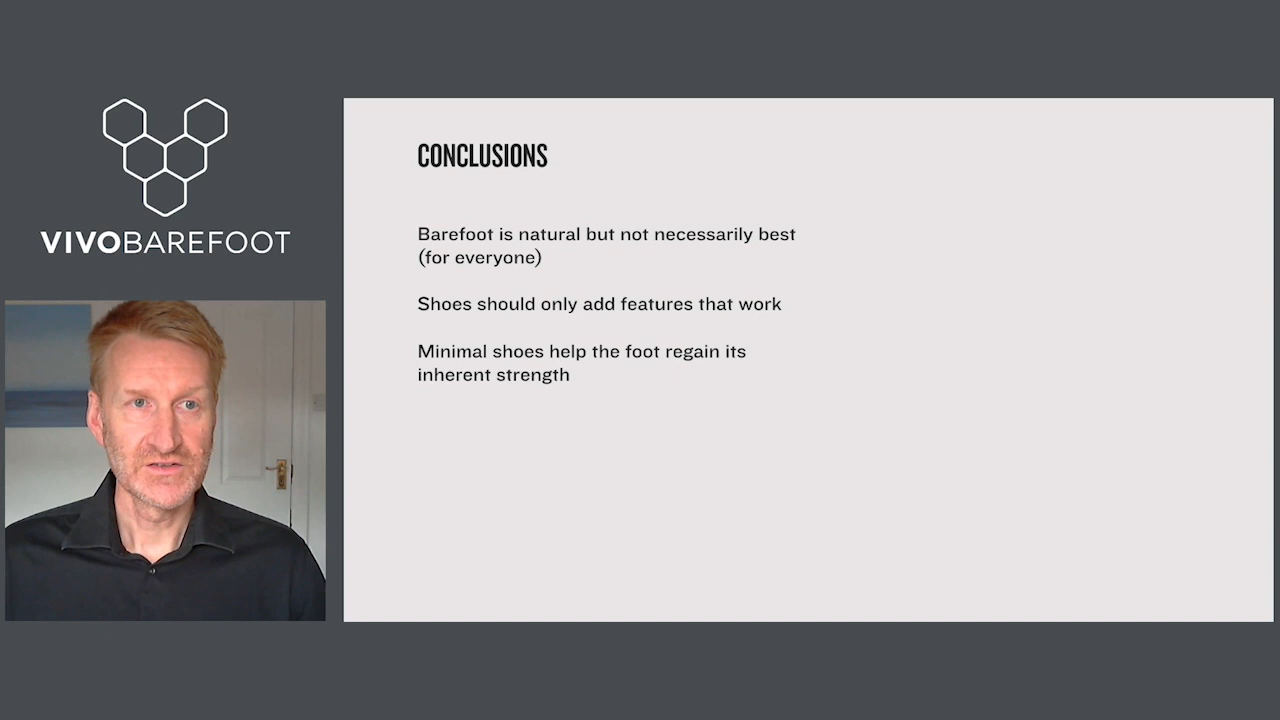 VIVOBAREFOOT
CONCLUSIONS
Barefoot is natural but not necessarily best
(for everyone)
Shoes should only add features that work
Minimal shoes help the foot regain its
inherent strength